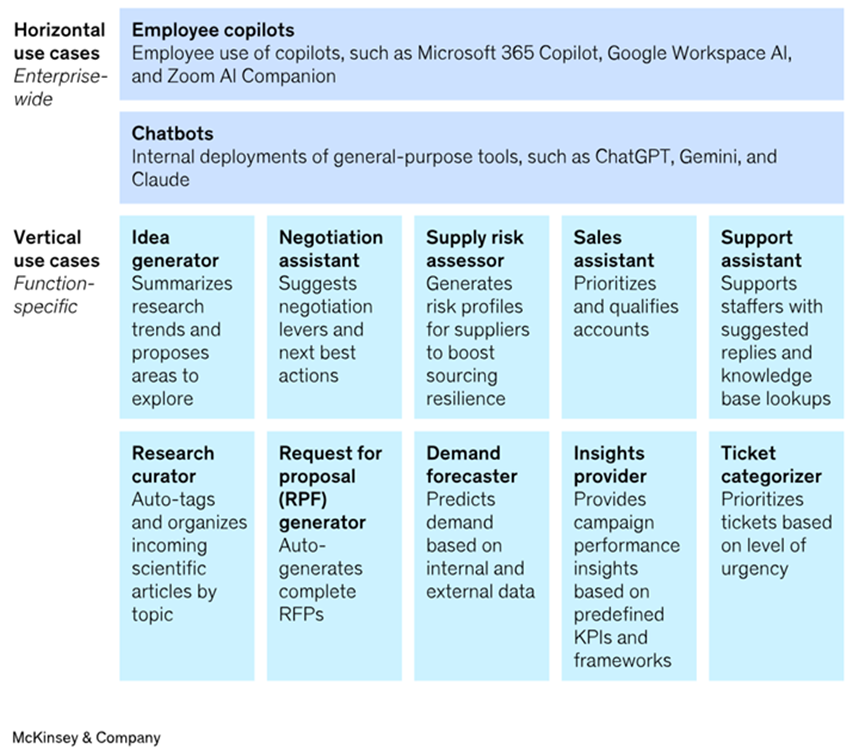 Horizontal
use cases
Enterprise-
wide
Employee copilots
Employee use of copilots, such as Microsoft 365 Copilot, Google Workspace AI,
and Zoom AI Companion
Chatbots
Internal deployments of general-purpose tools, such as ChatGPT, Gemini, and
Claude
Vertical
use cases
Function-
specific
Idea
generator
Summarizes
research
trends and
proposes
areas to
explore
Negotiation
assistant
Suggests
negotiation
levers and
next best
actions
Supply risk
assessor
Generates
risk profiles
for suppliers
to boost
sourcing
resilience
Sales
assistant
Prioritizes
and qualifies
accounts
Support
assistant
Supports
staffers with
suggested
replies and
knowledge
base lookups
Research
curator
Auto-tags
and organizes
incoming
scientific
articles by
topic
Request for
proposal
(RPF)
generator
Auto-
generates
complete
RFPs
Demand
forecaster
Predicts
demand
based on
internal and
external data
Insights
provider
Provides
campaign
performance
insights
based on
predefined
KPIs and
frameworks
Ticket
categorizer
Prioritizes
tickets based
on level of
urgency
McKinsey & Company